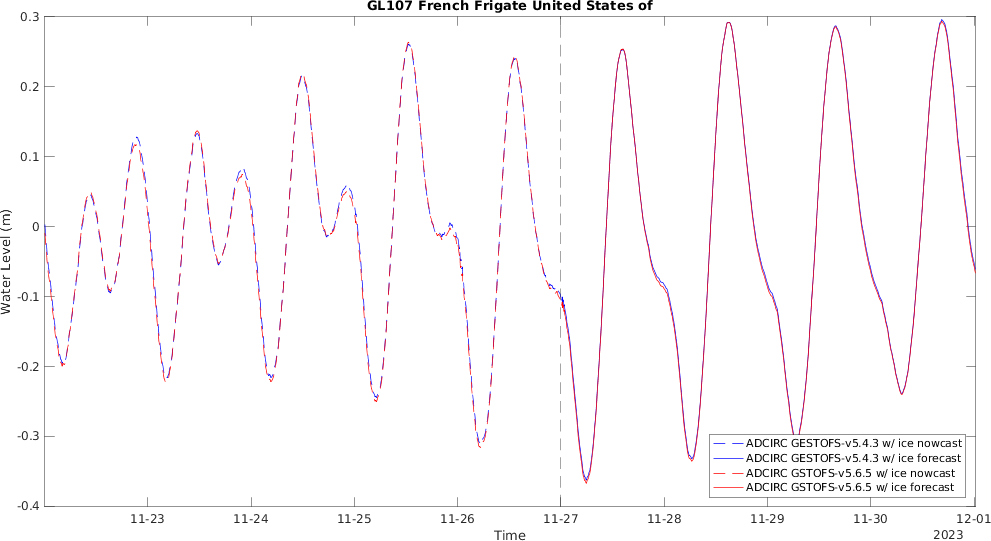 GL107 French Frigate United States of
0.3
0.2
0.1
0
-0.1
-0.2
-0.3
-0.4
Water Level (m)
ADCIRC GESTOFS-v5.4.3 w/ ice nowcast
ADCIRC GESTOFS-v5.4.3 w/ ice forecast
ADCIRC GSTOFS-v5.6.5 w/ ice nowcast
ADCIRC GSTOFS-v5.6.5 w/ ice forecast
11-23 11-24 11-25 11-26 11-27 11-28 11-29 11-30 12-01
Time
2023